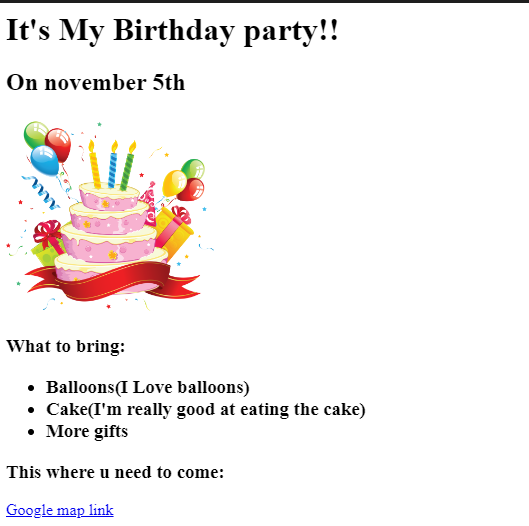 It's My Birthday party!!
On november 5th
What to bring:
Balloons(I Love balloons)
Cake(I'm really good at eating the cake)
More gifts
This where u need to come:
Google map link